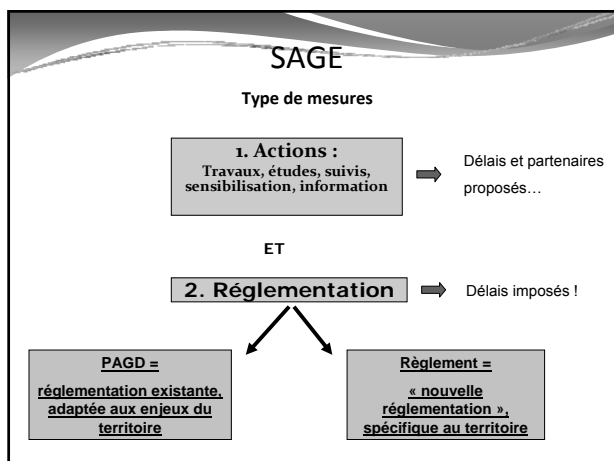 SAGE
Type de mesures
1. Actions :
Travaux, études, suivis,
sensibilisation, information
Délais et partenaires
proposés…
ET
2. Réglementation
Délais imposés !
PAGD =
réglementation existante,
adaptée aux enjeux du
territoire
Règlement =
« nouvelle
réglementation »,
spécifique au territoire